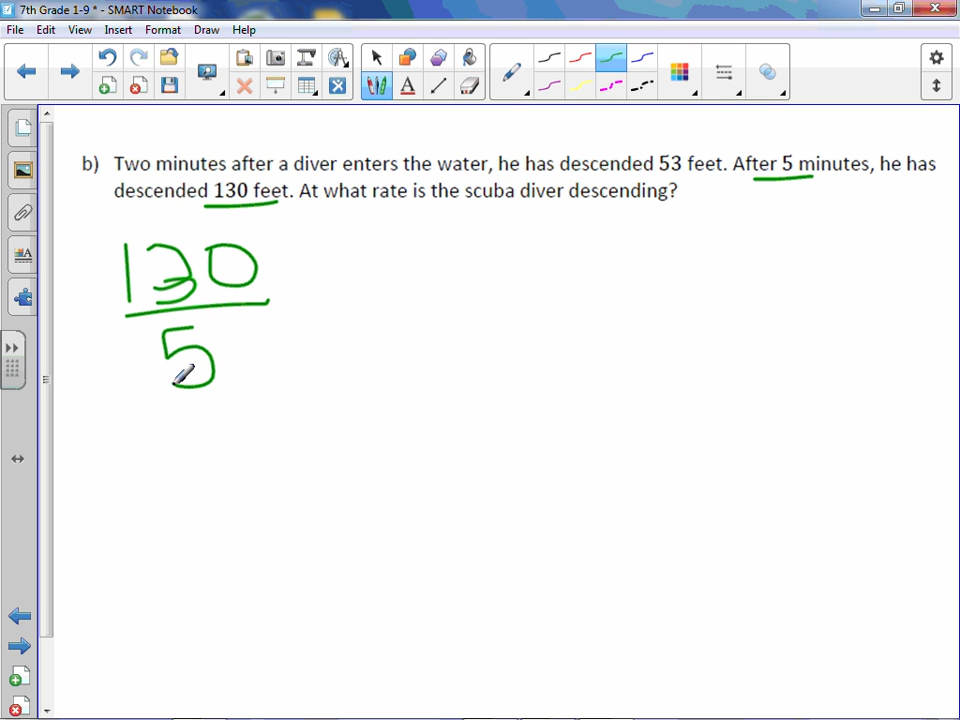 7th Grade 1-9 * - SMART Notebook
File Edit View Insert Format Draw Help
b) Two minutes after a diver enters the water, he has descended 53 feet. After 5 minutes, he has
descended 130 feet. At what rate is the scuba diver descending?
130
5